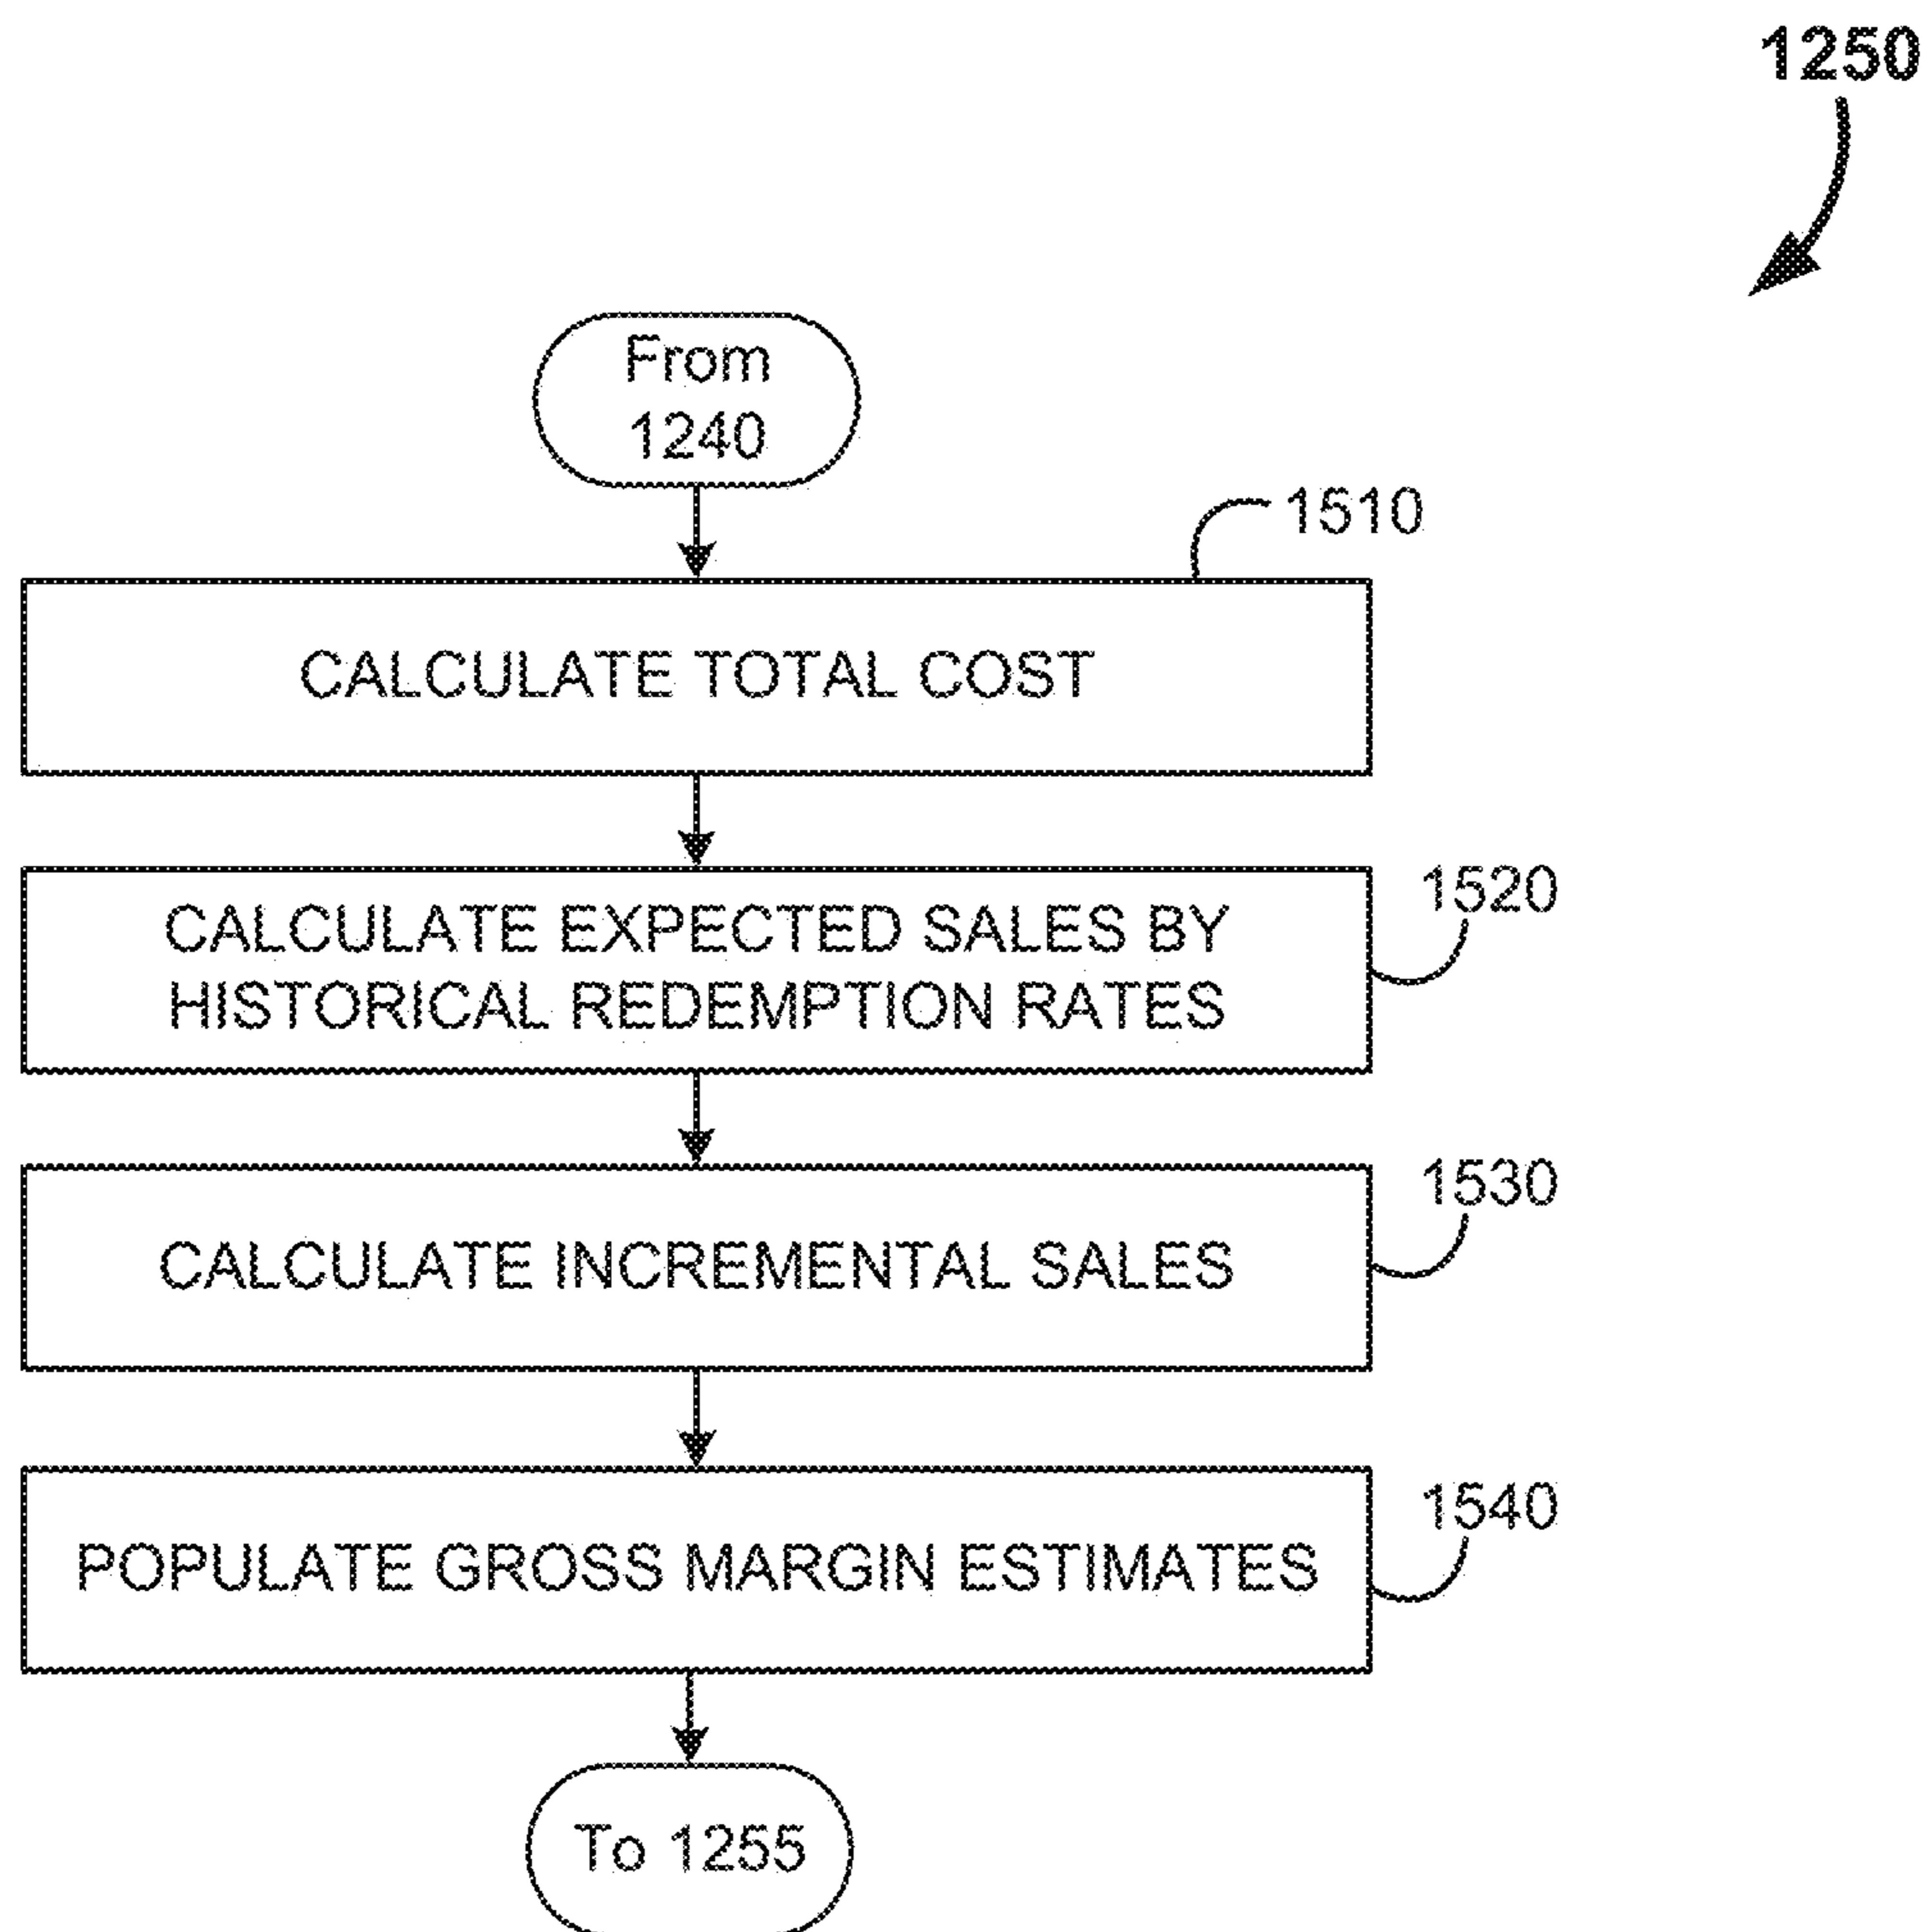 1250
From
1240
1510
CALCULATE TOTAL COST
1520
CALCULATE EXPECTED SALES BY
HISTORICAL REDEMPTION RATES
1530
CALCULATE INCREMENTAL SALES
1540
POPULATE GROSS MARGIN ESTIMATES
To 1255